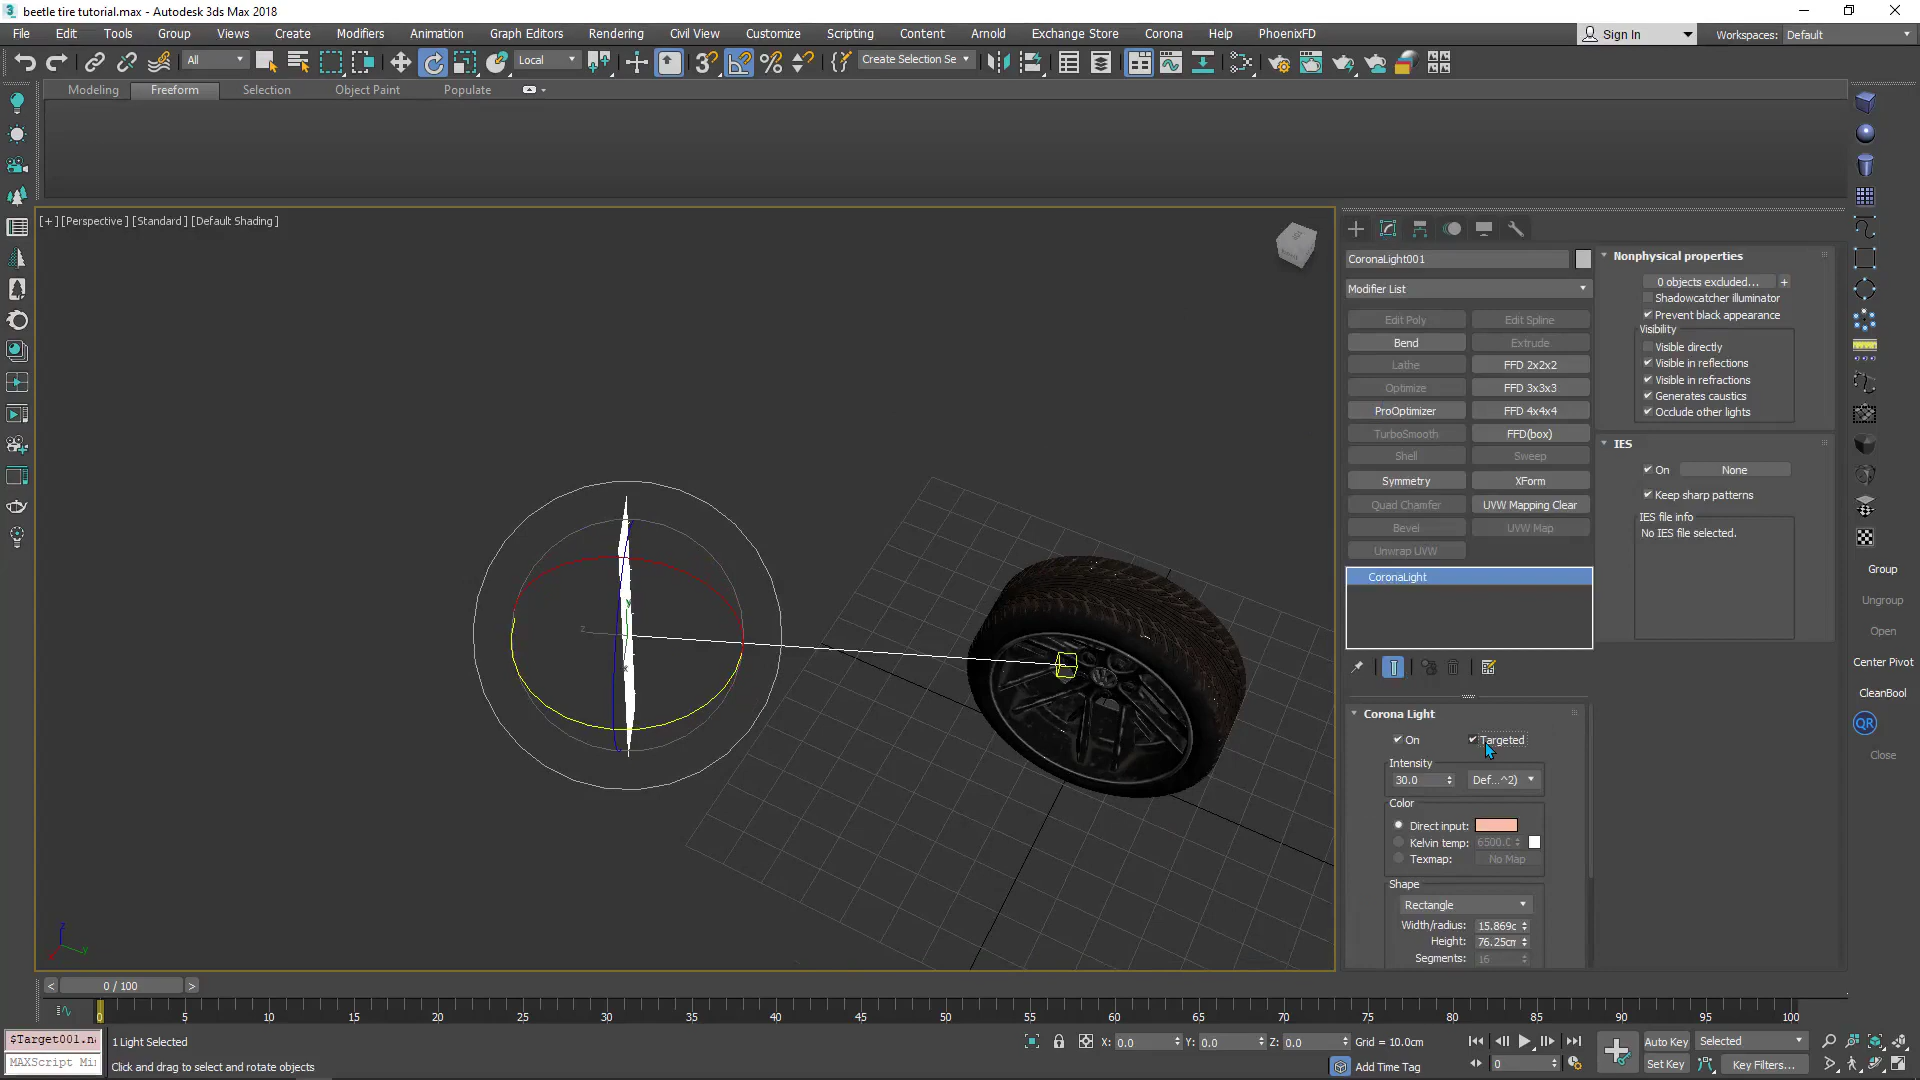 beetle tire tutorial.max - Autodesk 3ds Max 2018
File Edit Tools Group Views Create Modifiers Animation Graph Editors Rendering Civil View Customize Scripting Content Arnold Exchange Store Corona Help PhoenixFD
Sign In
Workspaces: Default
All
Local
Create Selection Se
Modeling Freeform Selection Object Paint Populate
[+] [Perspective] [Standard] [Default Shading]
CoronaLight001
Modifier List
Edit Poly Edit Spline
Bend Extrude
Lathe FFD 2x2x2
Optimize FFD 3x3x3
ProOptimizer FFD 4x4x4
TurboSmooth FFD(box)
Shell Sweep
Symmetry XForm
Quad Chamfer UVW Mapping Clear
Bevel UVW Map
Unwrap UVW
CoronaLight
Corona Light
On Targeted
Intensity
30.0 Def...^2)
Color
Direct input:
Kelvin temp: 6500.0
Texmap: No Map
Shape
Rectangle
Width/radius: 15.869c
Height: 76.25cm
Segments: 16
Nonphysical properties
0 objects excluded... +
Shadowcatcher illuminator
Prevent black appearance
Visibility
Visible directly
Visible in reflections
Visible in refractions
Generates caustics
Occlude other lights
IES
On None
Keep sharp patterns
IES file info
No IES file selected.
Group
Ungroup
Open
Center Pivot
CleanBool
QR
Close
z
y
x
z
y
x
< 0 / 100 >
0 5 10 15 20 25 30 35 40 45 50 55 60 65 70 75 80 85 90 95 100
$Target001.na
MAXScript Mi
1 Light Selected
Click and drag to select and rotate objects
X: 0.0 Y: 0.0 Z: 0.0 Grid = 10.0cm
Add Time Tag
0
Auto Key Selected
Set Key Key Filters...